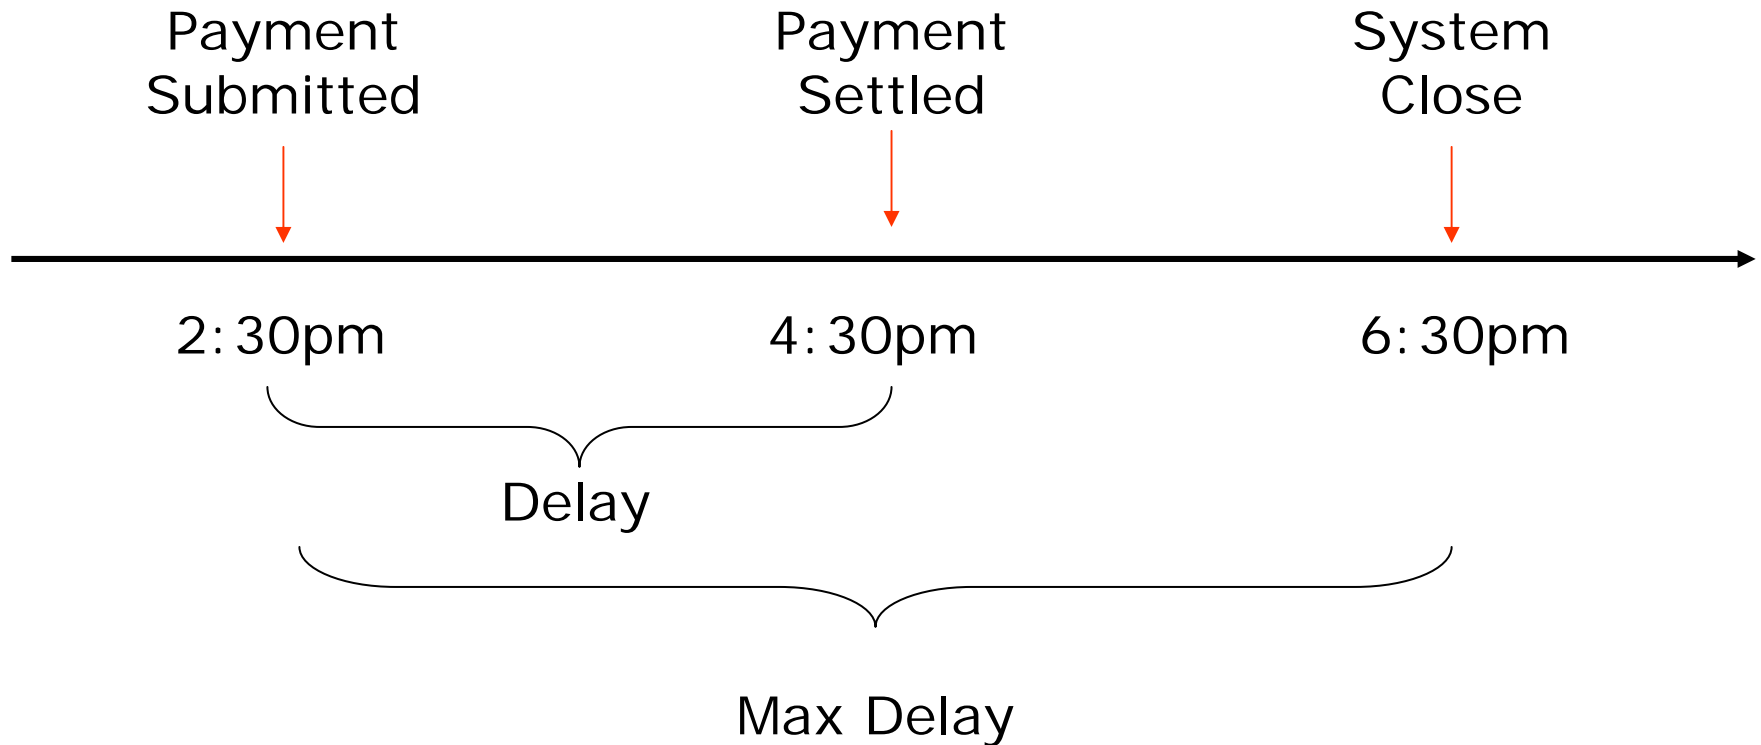 Payment
Submitted
Payment
Settled
System
Close
2:30pm
4:30pm
6:30pm
Delay
Max Delay